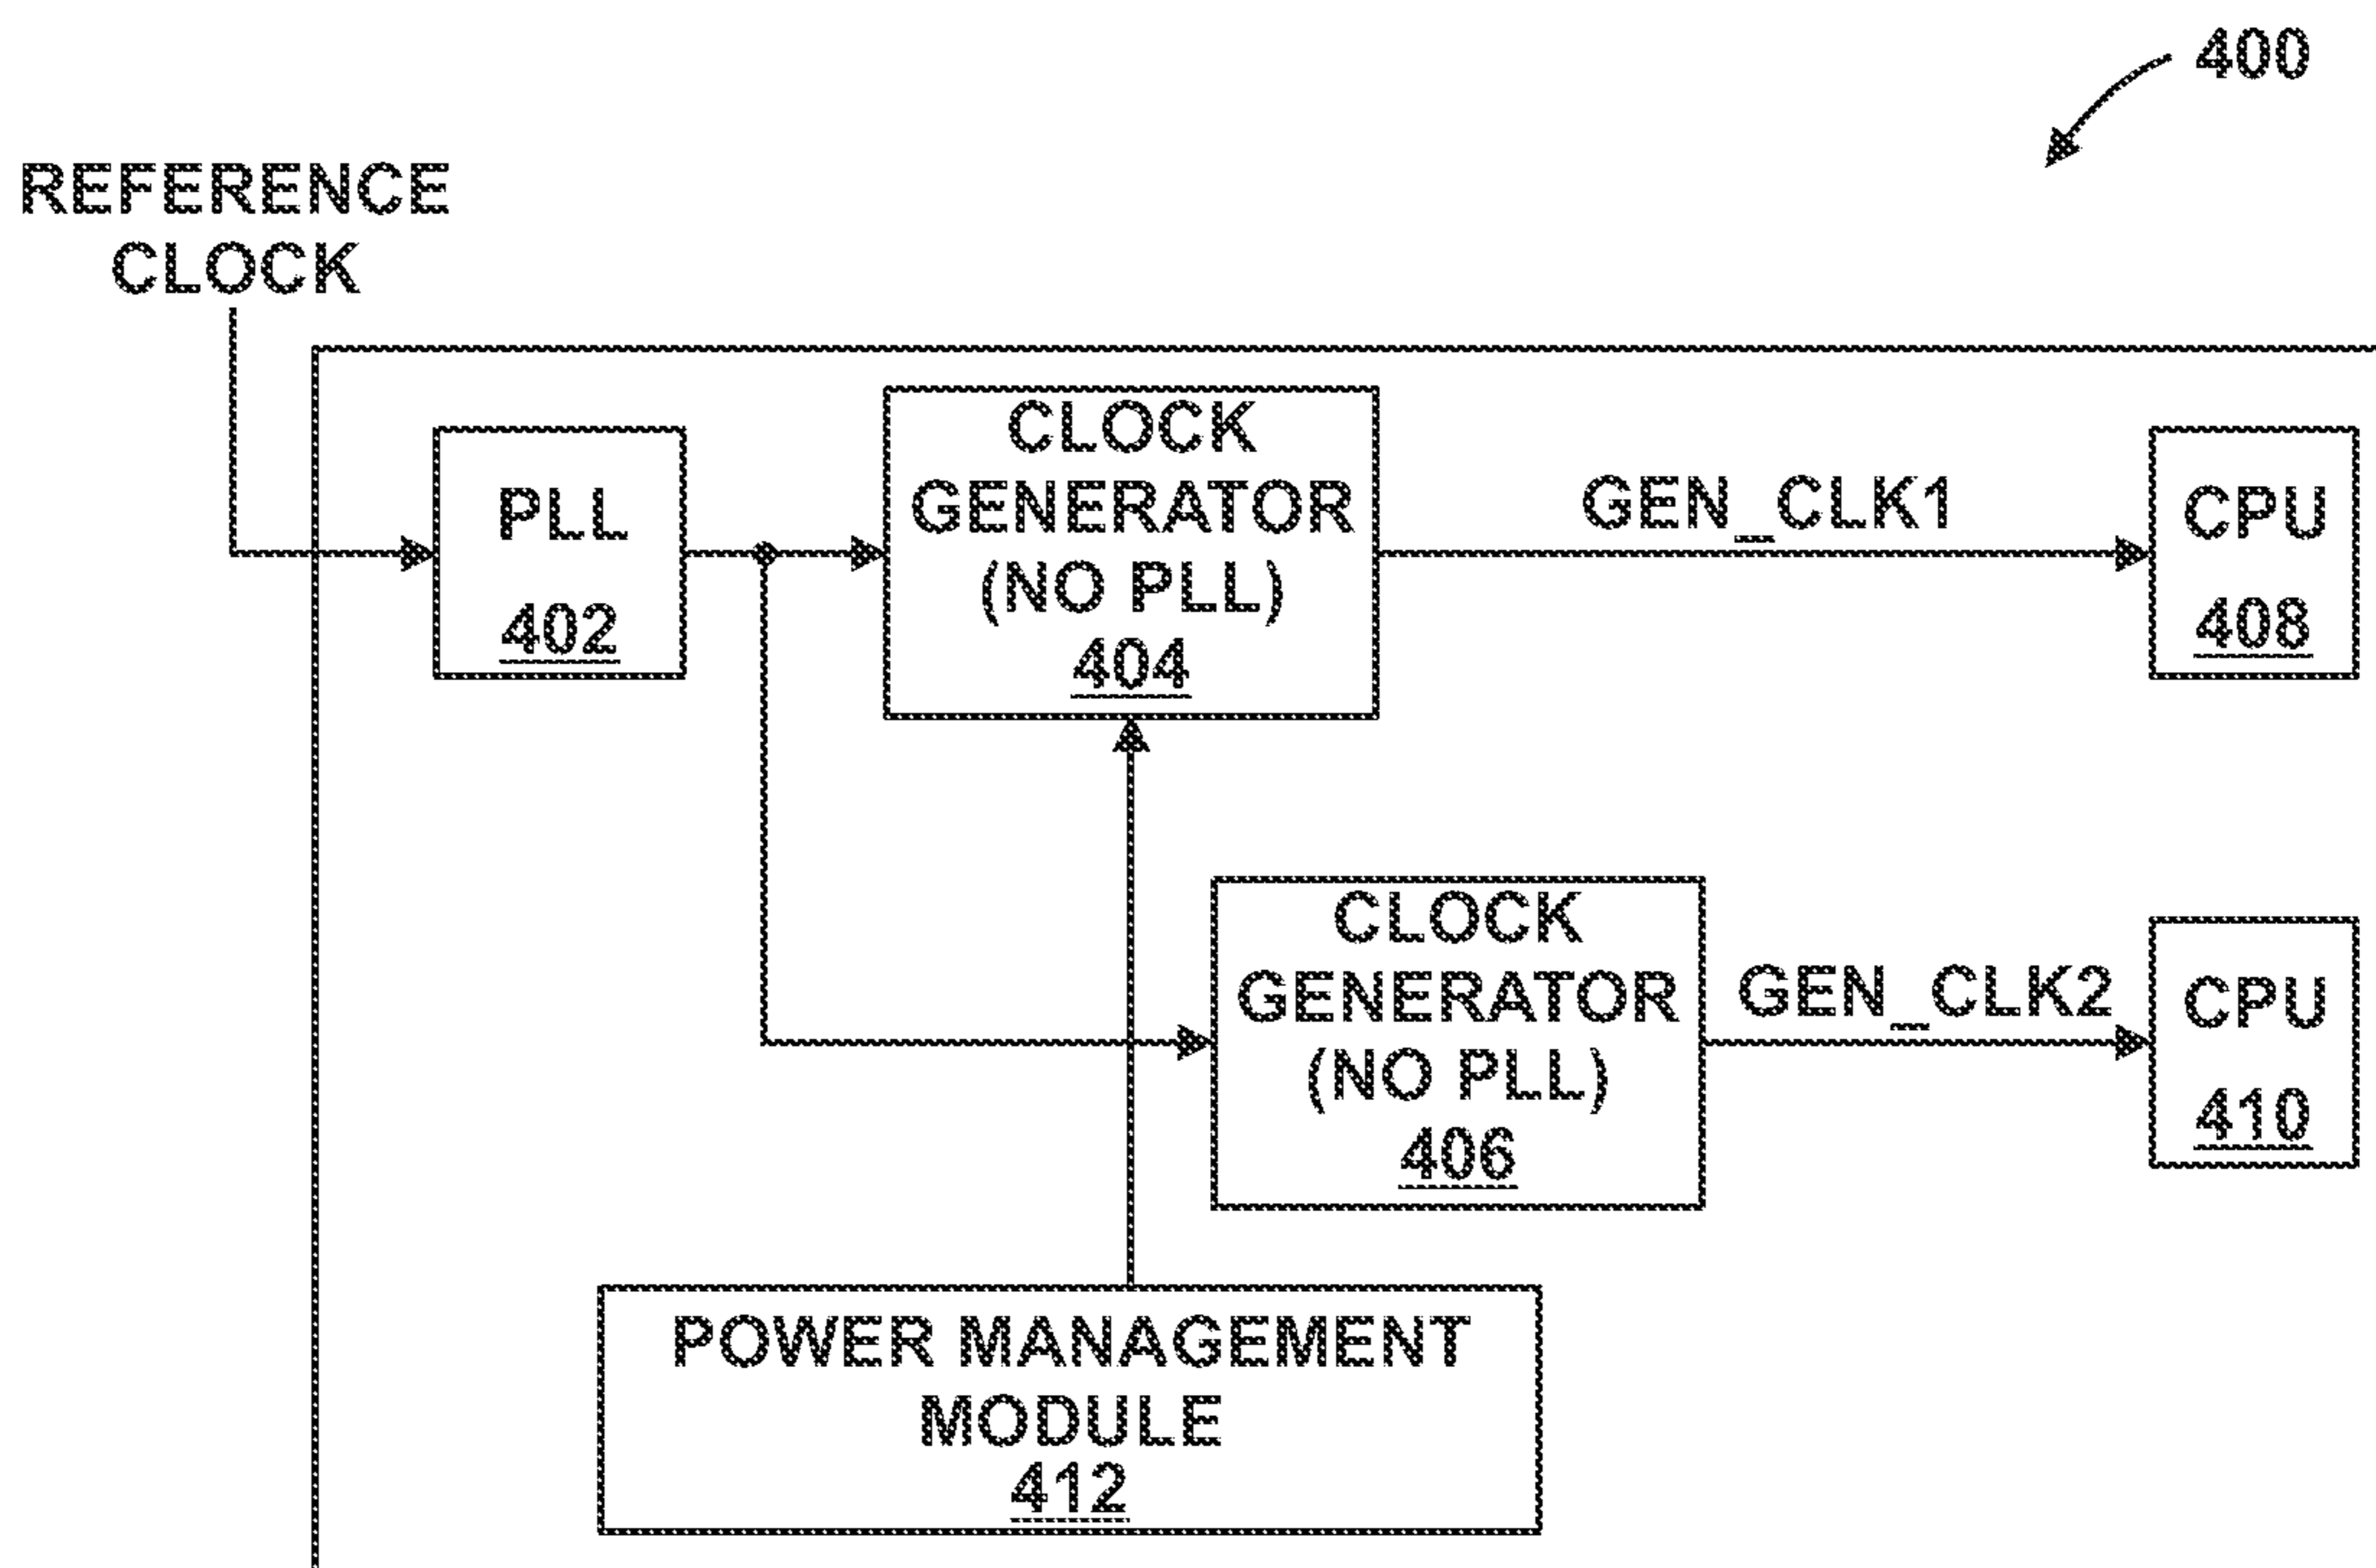 400
REFERENCE
CLOCK
PLL
402
CLOCK
GENERATOR
(NO PLL)
404
GEN_CLK1
CPU
408
CLOCK
GENERATOR
(NO PLL)
406
GEN_CLK2
CPU
410
POWER MANAGEMENT
MODULE
412